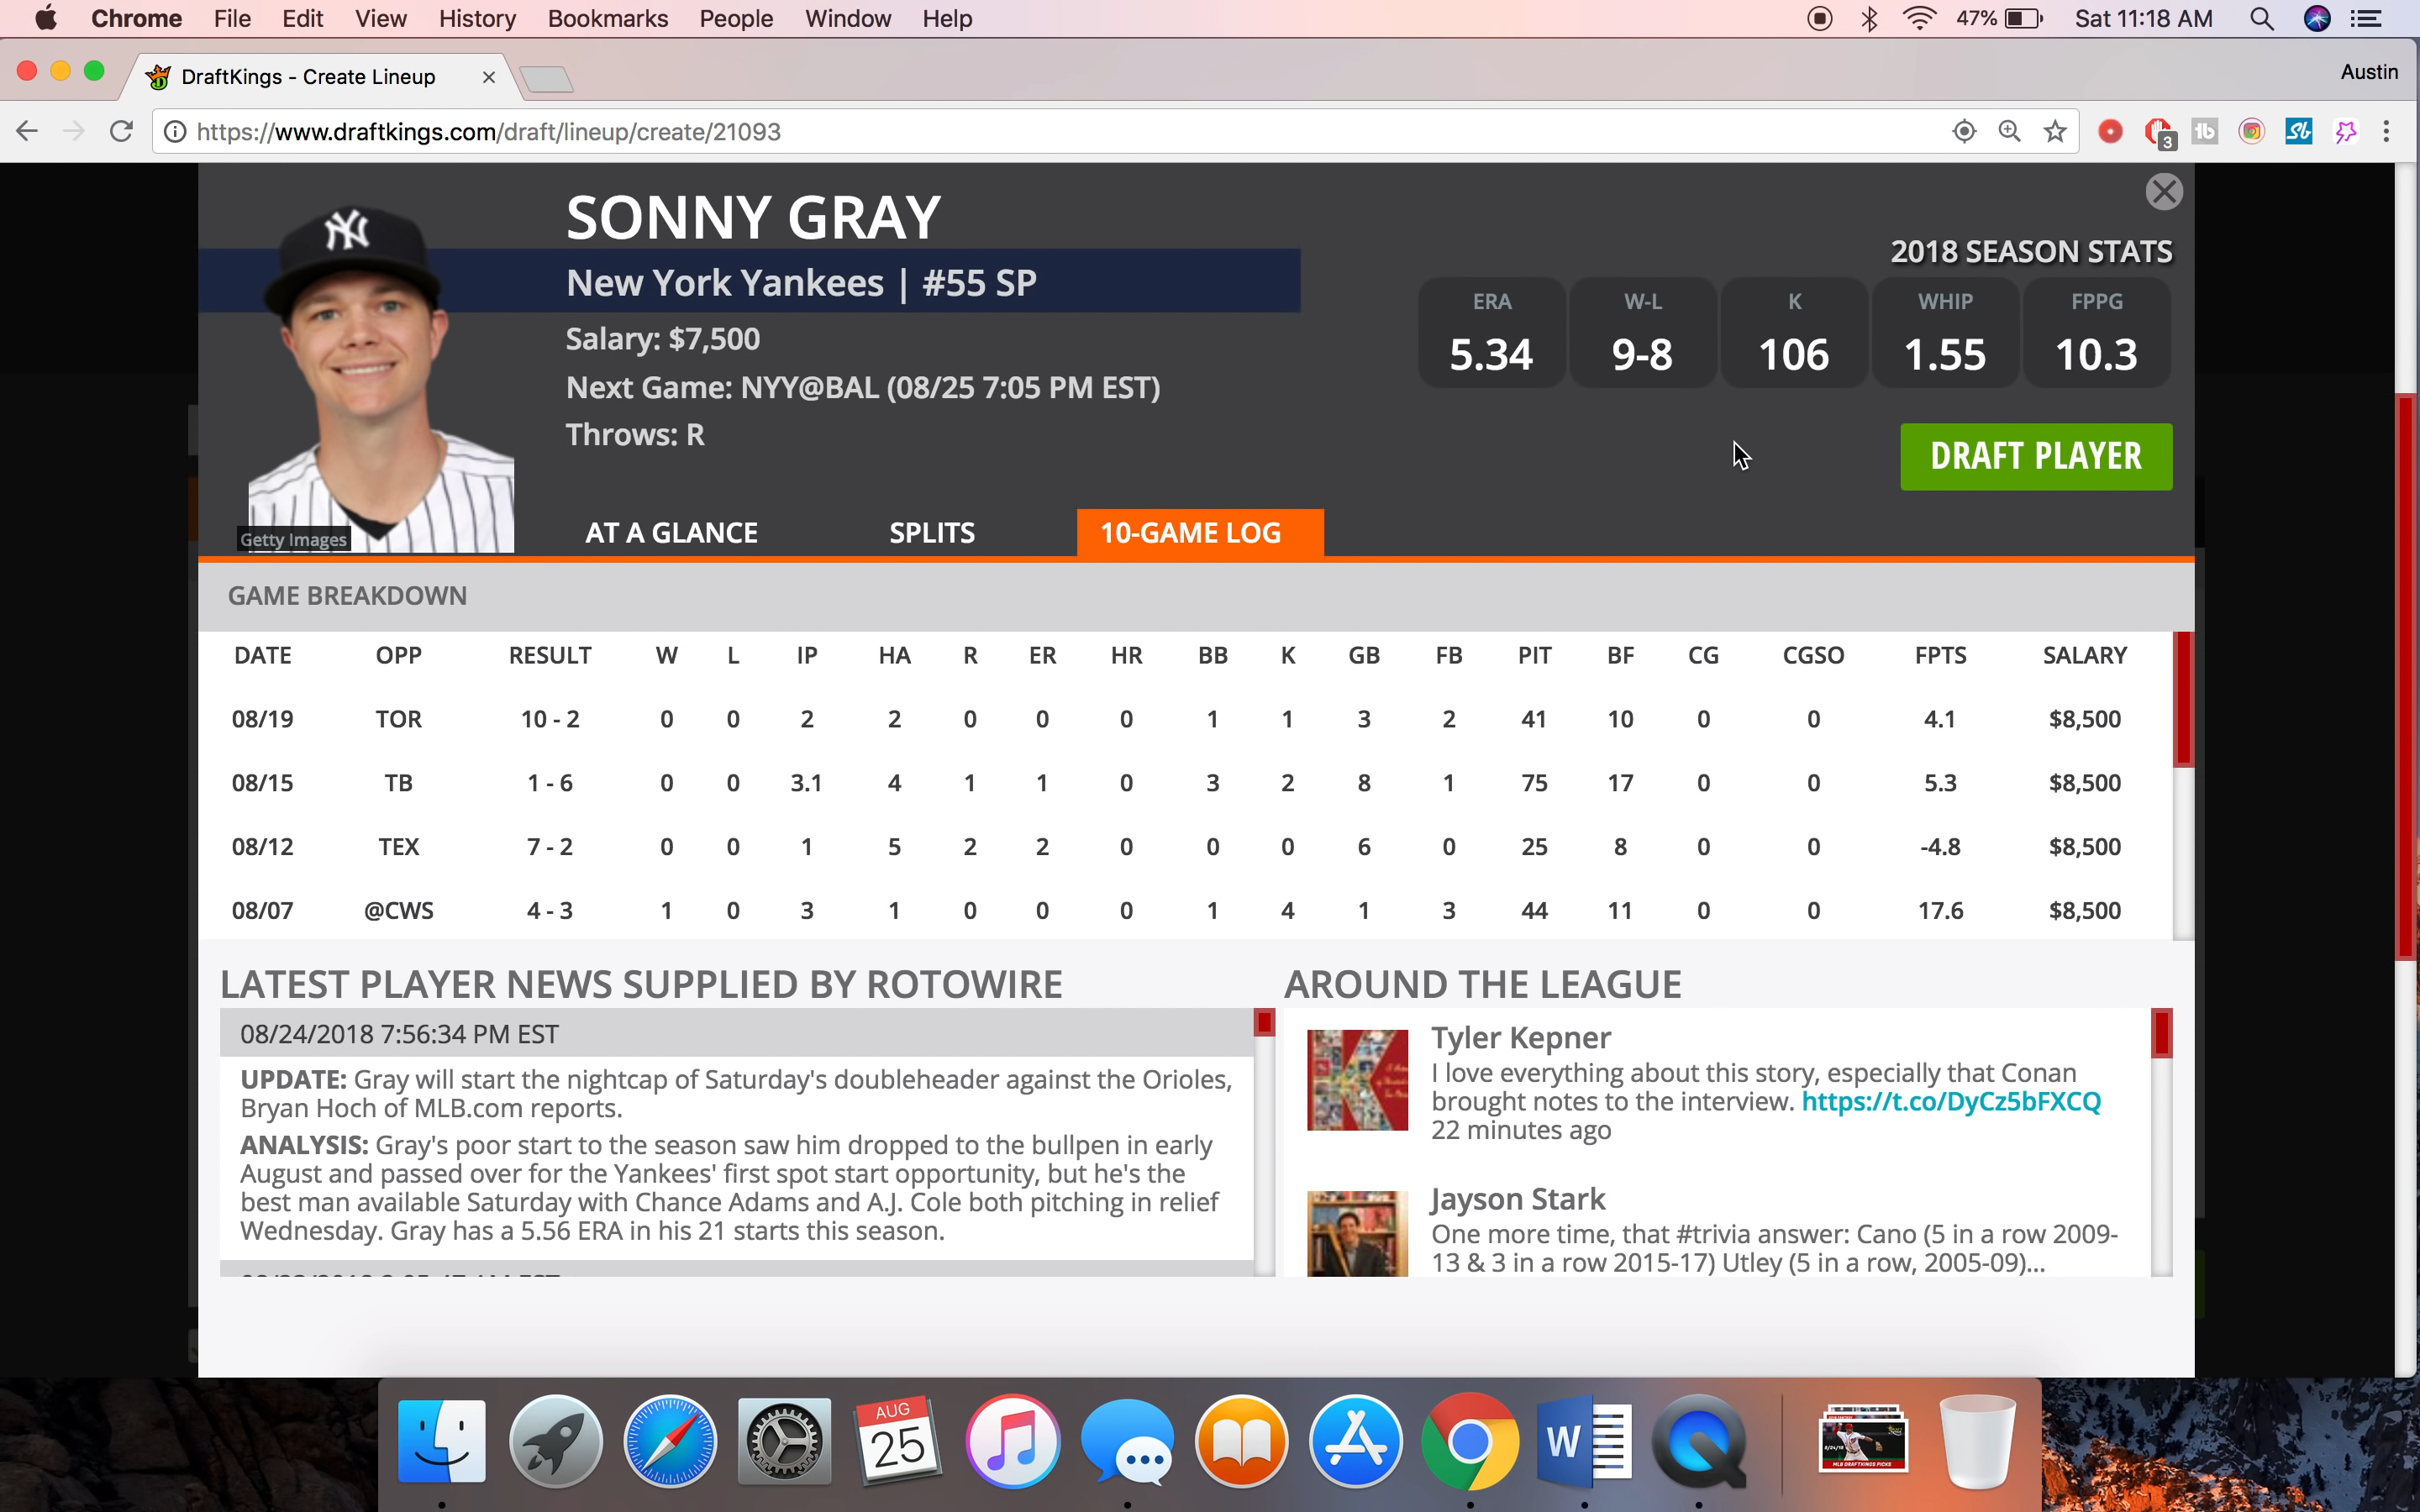 Chrome File Edit View History Bookmarks People Window Help 47% Sat 11:18 AM
DraftKings - Create Lineup Austin
https://www.draftkings.com/draft/lineup/create/21093 3
SONNY GRAY
New York Yankees | #55 SP
Salary: $7,500
Next Game: NYY@BAL (08/25 7:05 PM EST)
Throws: R
2018 SEASON STATS
ERA W-L K WHIP FPPG
5.34 9-8 106 1.55 10.3
DRAFT PLAYER
Getty Images
AT A GLANCE SPLITS 10-GAME LOG
GAME BREAKDOWN
DATE OPP RESULT W L IP HA R ER HR BB K GB FB PIT BF CG CGSO FPTS SALARY
08/19 TOR 10 - 2 0 0 2 2 0 0 0 1 1 3 2 41 10 0 0 4.1 $8,500
08/15 TB 1 - 6 0 0 3.1 4 1 1 0 3 2 8 1 75 17 0 0 5.3 $8,500
08/12 TEX 7 - 2 0 0 1 5 2 2 0 0 0 6 0 25 8 0 0 -4.8 $8,500
08/07 @CWS 4 - 3 1 0 3 1 0 0 0 1 4 1 3 44 11 0 0 17.6 $8,500
LATEST PLAYER NEWS SUPPLIED BY ROTOWIRE
08/24/2018 7:56:34 PM EST
UPDATE: Gray will start the nightcap of Saturday's doubleheader against the Orioles,
Bryan Hoch of MLB.com reports.
ANALYSIS: Gray's poor start to the season saw him dropped to the bullpen in early
August and passed over for the Yankees' first spot start opportunity, but he's the
best man available Saturday with Chance Adams and A.J. Cole both pitching in relief
Wednesday. Gray has a 5.56 ERA in his 21 starts this season.
AROUND THE LEAGUE
Tyler Kepner
I love everything about this story, especially that Conan
brought notes to the interview. https://t.co/DyCz5bFXCQ
22 minutes ago
Jayson Stark
One more time, that #trivia answer: Cano (5 in a row 2009-
13 & 3 in a row 2015-17) Utley (5 in a row, 2005-09)...
AUG
25
W
MLB DRAFTKINGS PICKS